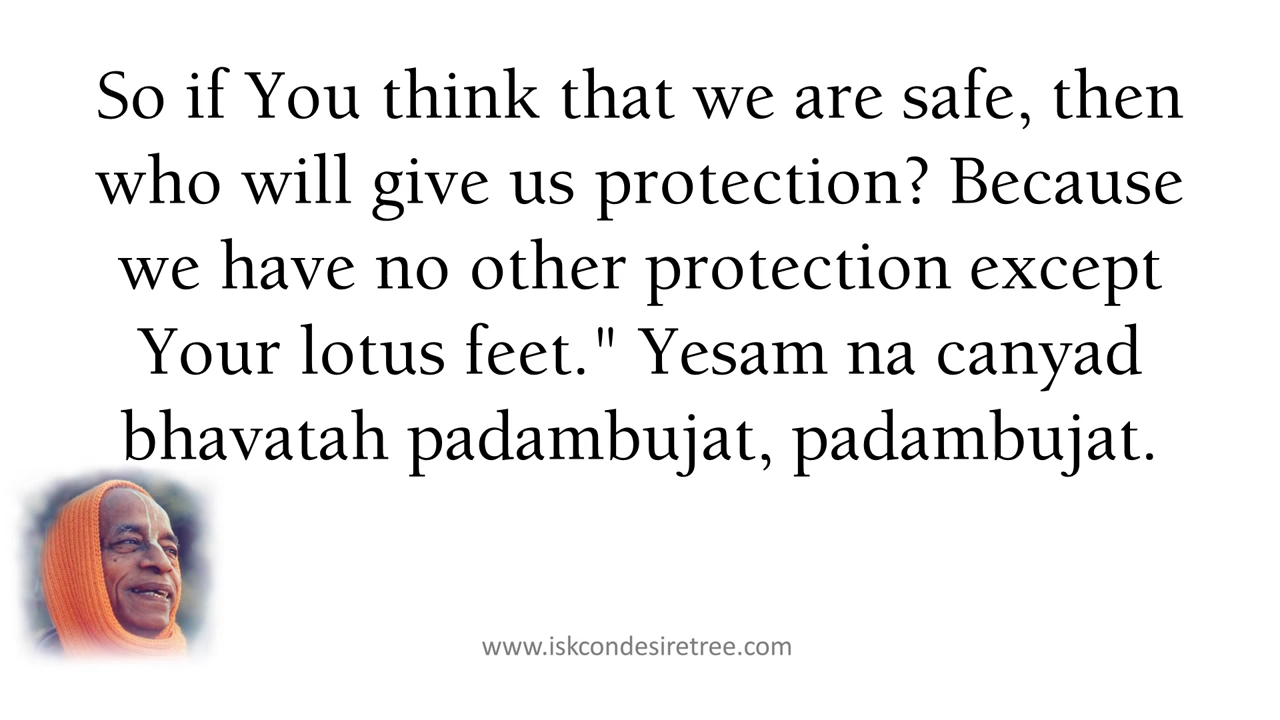 So if You think that we are safe, then
who will give us protection? Because
we have no other protection except
Your lotus feet." Yesam na canyad
bhavatah padambujat, padambujat.
www.iskcondesiretree.com